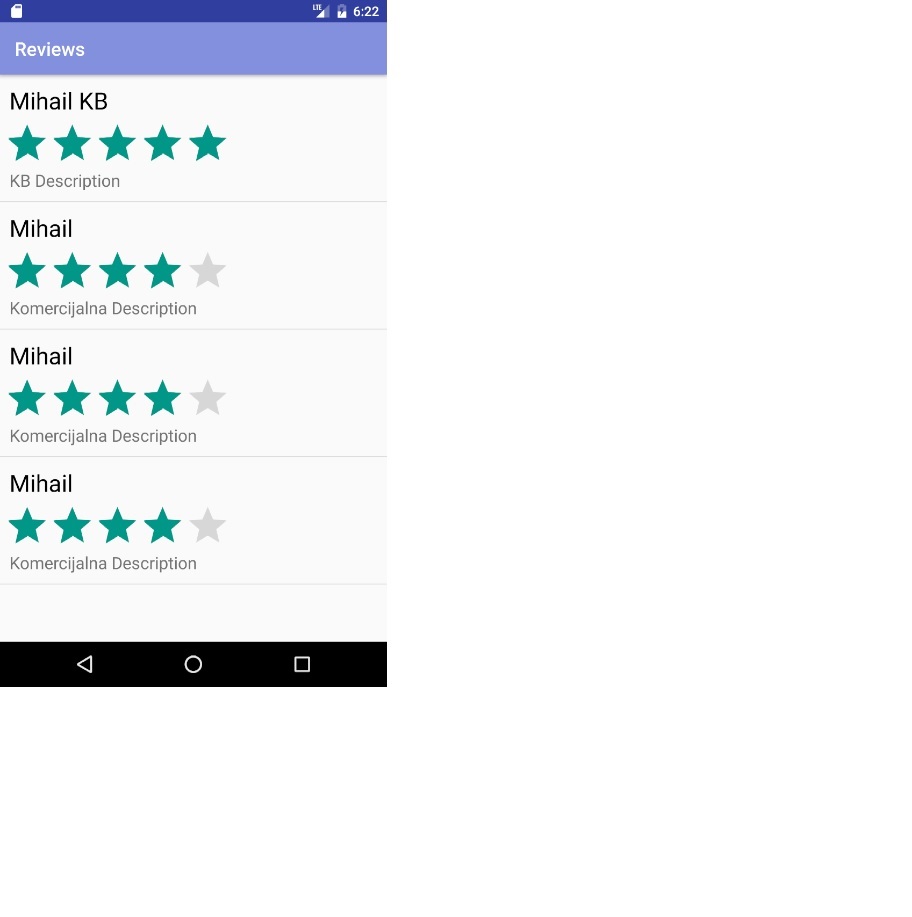 LTE 6:22
Reviews
Mihail KB
KB Description
Mihail
Komercijalna Description
Mihail
Komercijalna Description
Mihail
Komercijalna Description